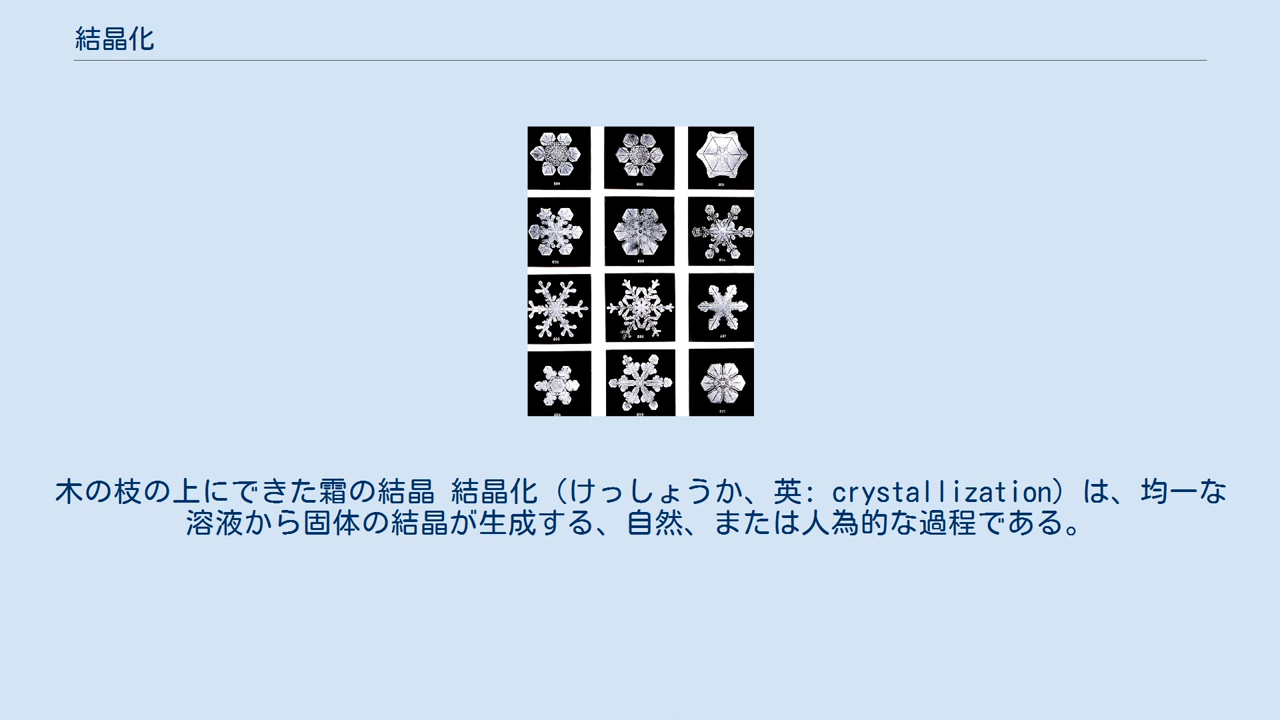 結晶化
木の枝の上にできた霜の結晶 結晶化（けっしょうか、英: crystallization）は、均一な
溶液から固体の結晶が生成する、自然、または人為的な過程である。